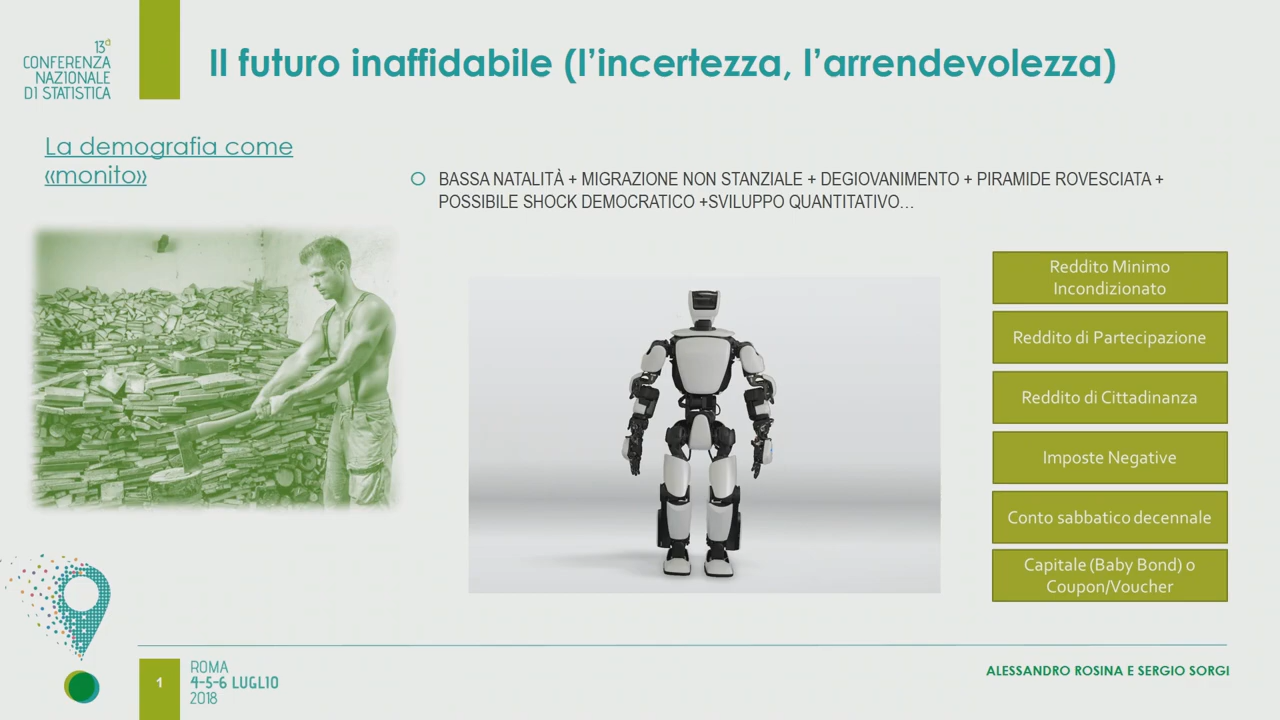 13ª
CONFERENZA
NAZIONALE
DI STATISTICA
Il futuro inaffidabile (l’incertezza, l’arrendevolezza)
La demografia come
«monito»
BASSA NATALITÀ + MIGRAZIONE NON STANZIALE + DEGIOVANIMENTO + PIRAMIDE ROVESCIATA +
POSSIBILE SHOCK DEMOCRATICO +SVILUPPO QUANTITATIVO…
Reddito Minimo
Incondizionato
Reddito di Partecipazione
Reddito di Cittadinanza
Imposte Negative
Conto sabbatico decennale
Capitale (Baby Bond) o
Coupon/Voucher
1
ROMA
4-5-6 LUGLIO
2018
ALESSANDRO ROSINA E SERGIO SORGI